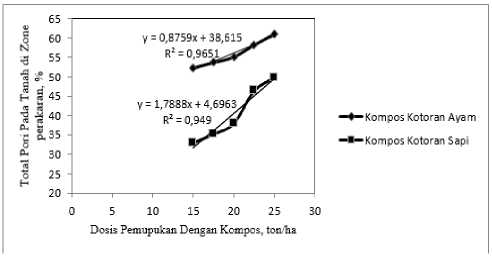 Total Pori Pada Tanah di Zone
perakaran, %
65
60
55
50
45
40
35
30
25
20
y = 0,8759x + 38,615
R² = 0,9651
y = 1,7888x + 4,6963
R² = 0,949
Kompos Kotoran Ayam
Kompos Kotoran Sapi
0 5 10 15 20 25 30
Dosis Pemupukan Dengan Kompos, ton/ha